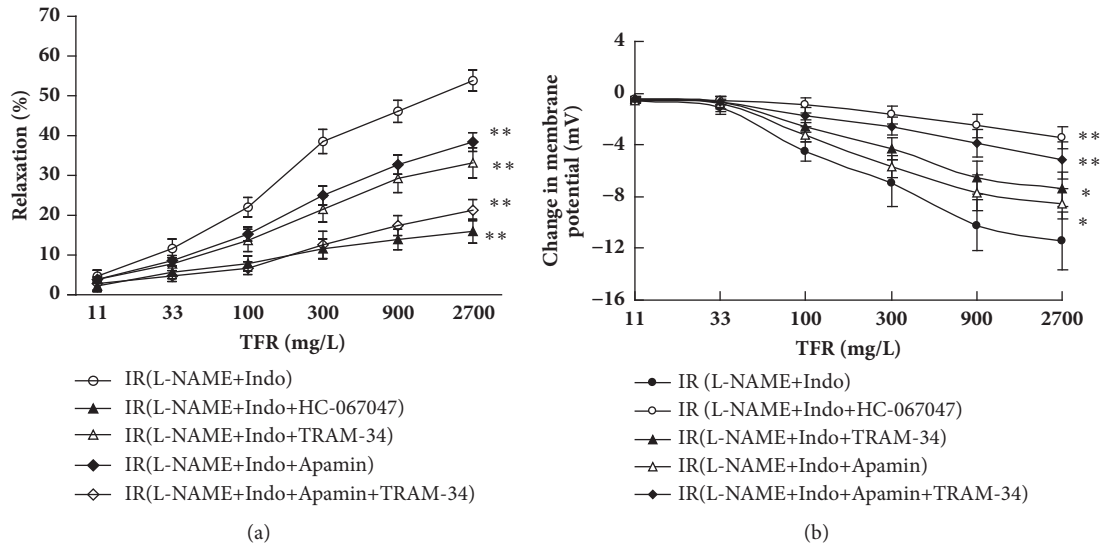 60
50
40
30
20
10
0
Relaxation (%)
**
**
**
**
11 33 100 300 900 2700
TFR (mg/L)
IR(L-NAME+Indo)
IR(L-NAME+Indo+HC-067047)
IR(L-NAME+Indo+TRAM-34)
IR(L-NAME+Indo+Apamin)
IR(L-NAME+Indo+Apamin+TRAM-34)
(a)
4
0
−4
−8
−12
−16
Change in membrane
potential (mV)
**
**
*
*
11 33 100 300 900 2700
TFR (mg/L)
IR (L-NAME+Indo)
IR (L-NAME+Indo+HC-067047)
IR(L-NAME+Indo+TRAM-34)
IR(L-NAME+Indo+Apamin)
IR(L-NAME+Indo+Apamin+TRAM-34)
(b)